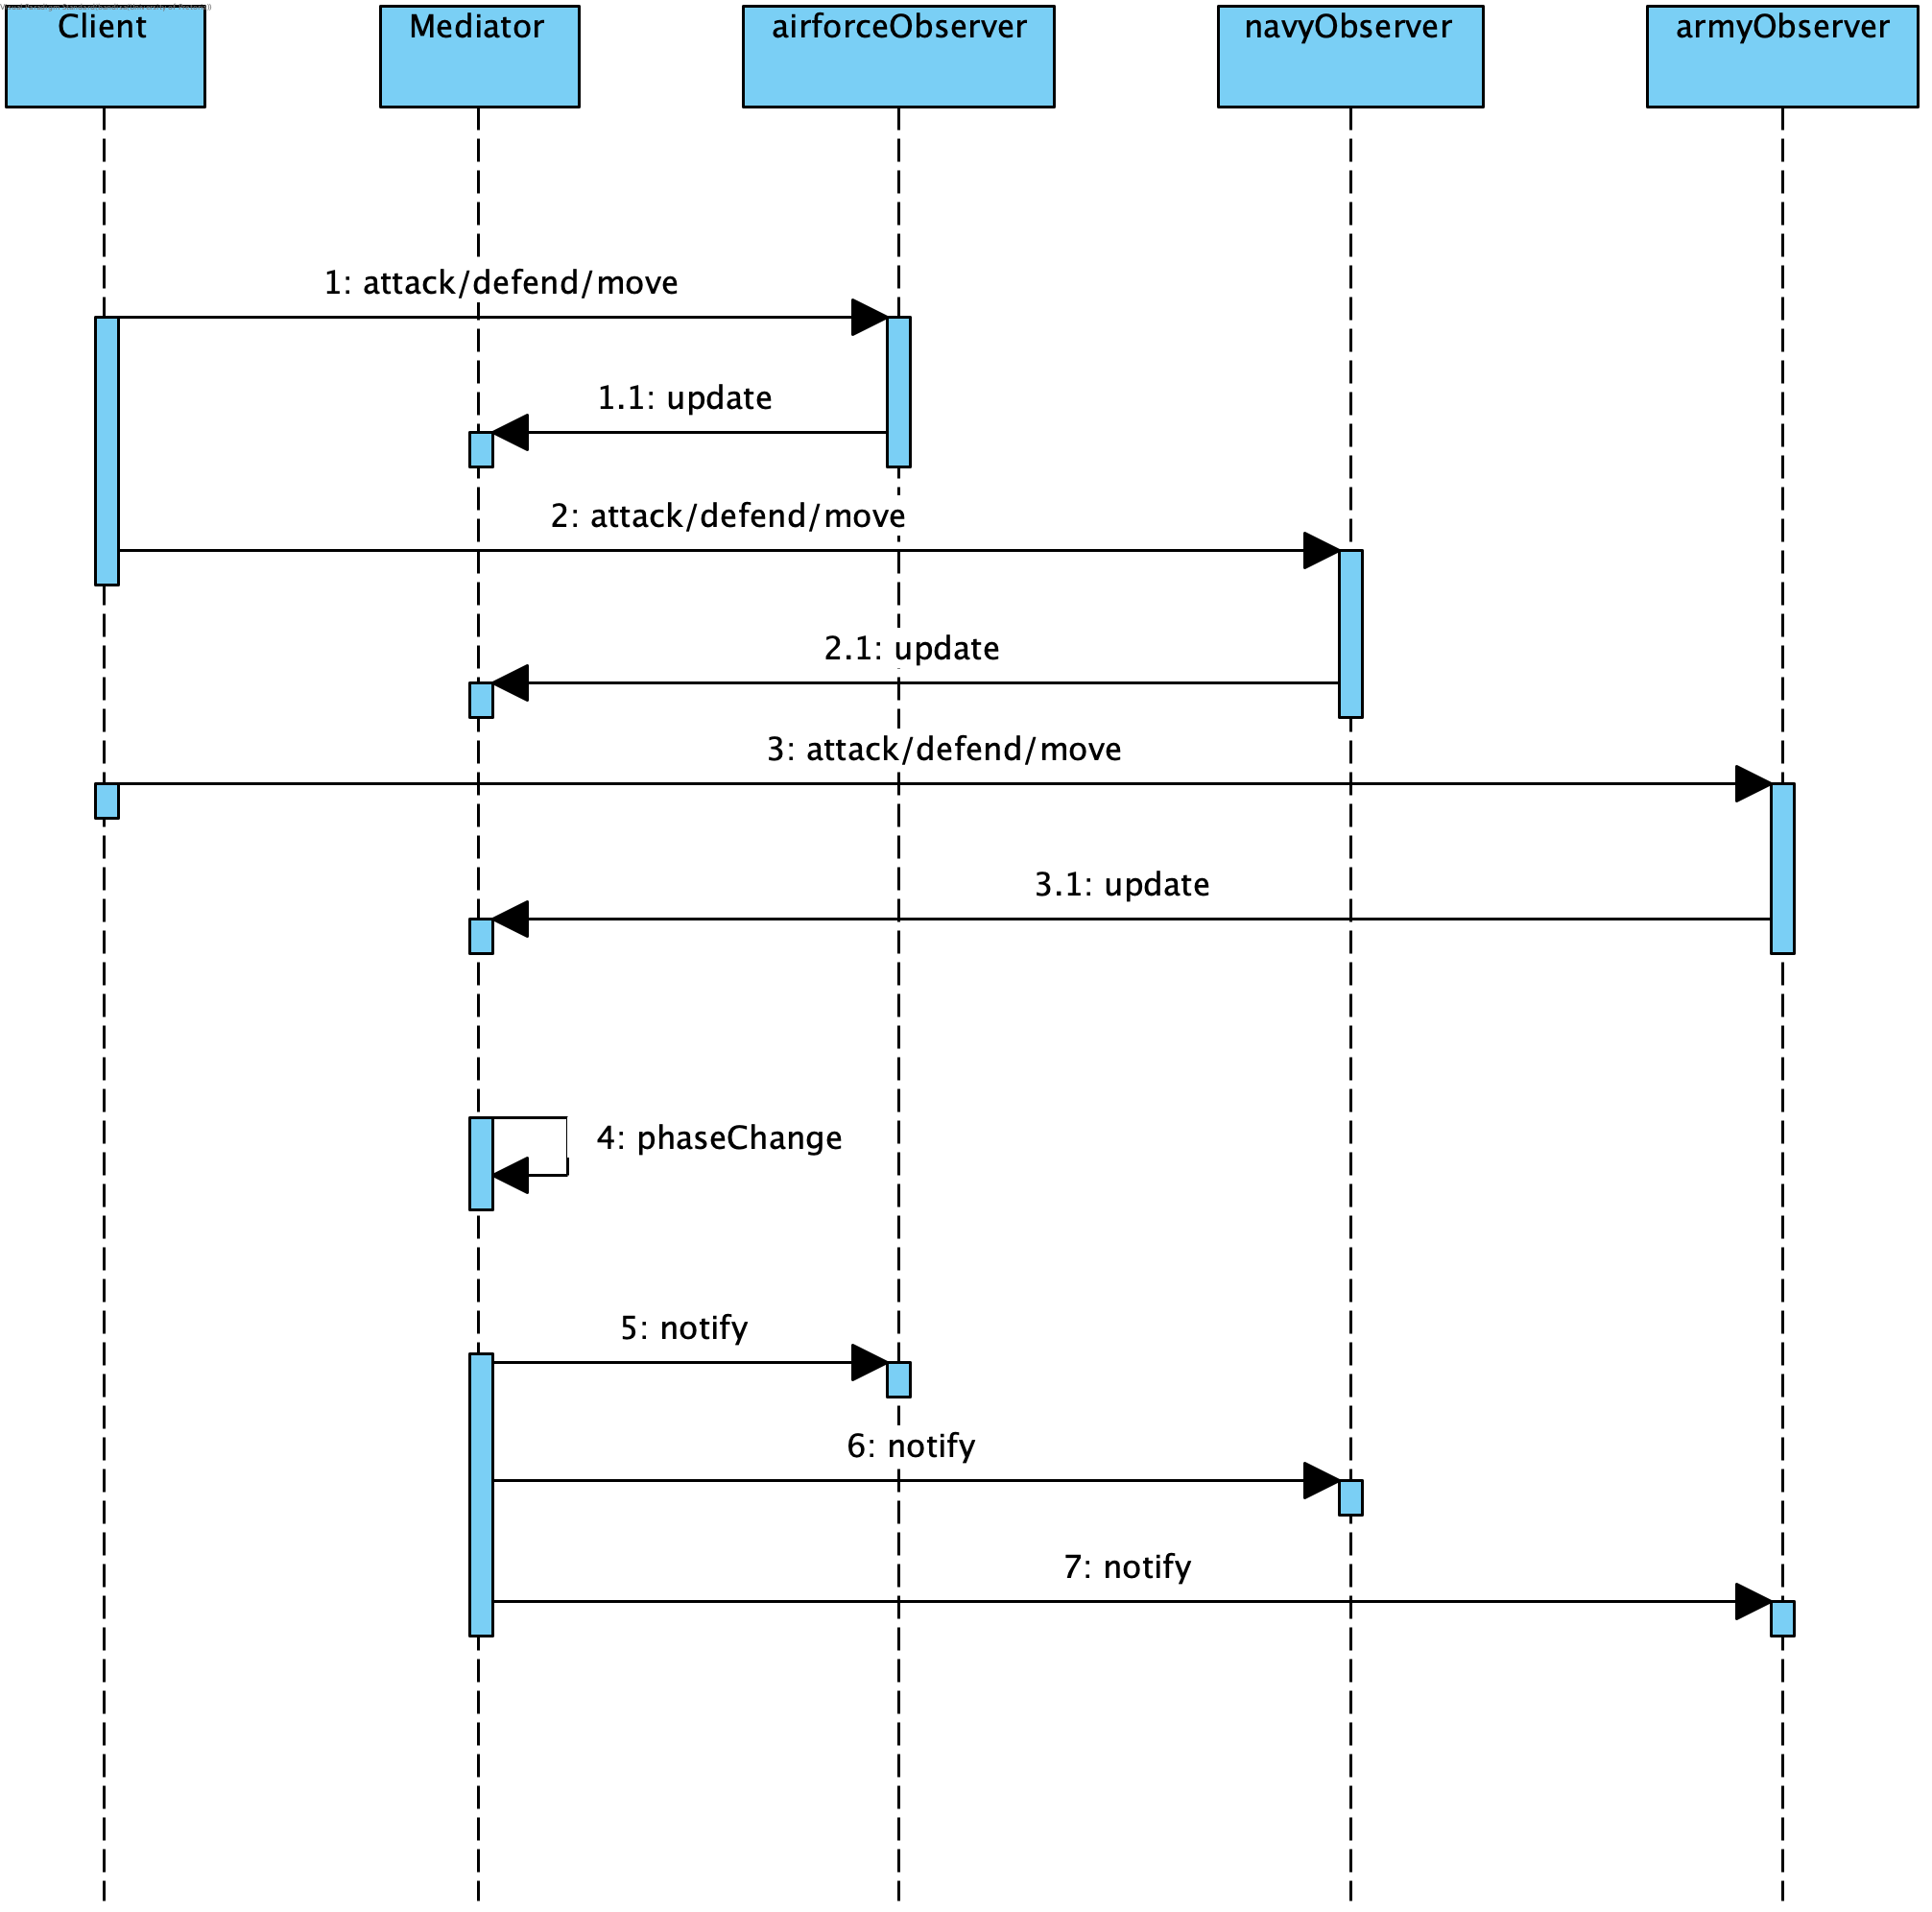 Client
Mediator
airforceObserver
navyObserver
armyObserver
1: attack/defend/move
1.1: update
2: attack/defend/move
2.1: update
3: attack/defend/move
3.1: update
4: phaseChange
5: notify
6: notify
7: notify